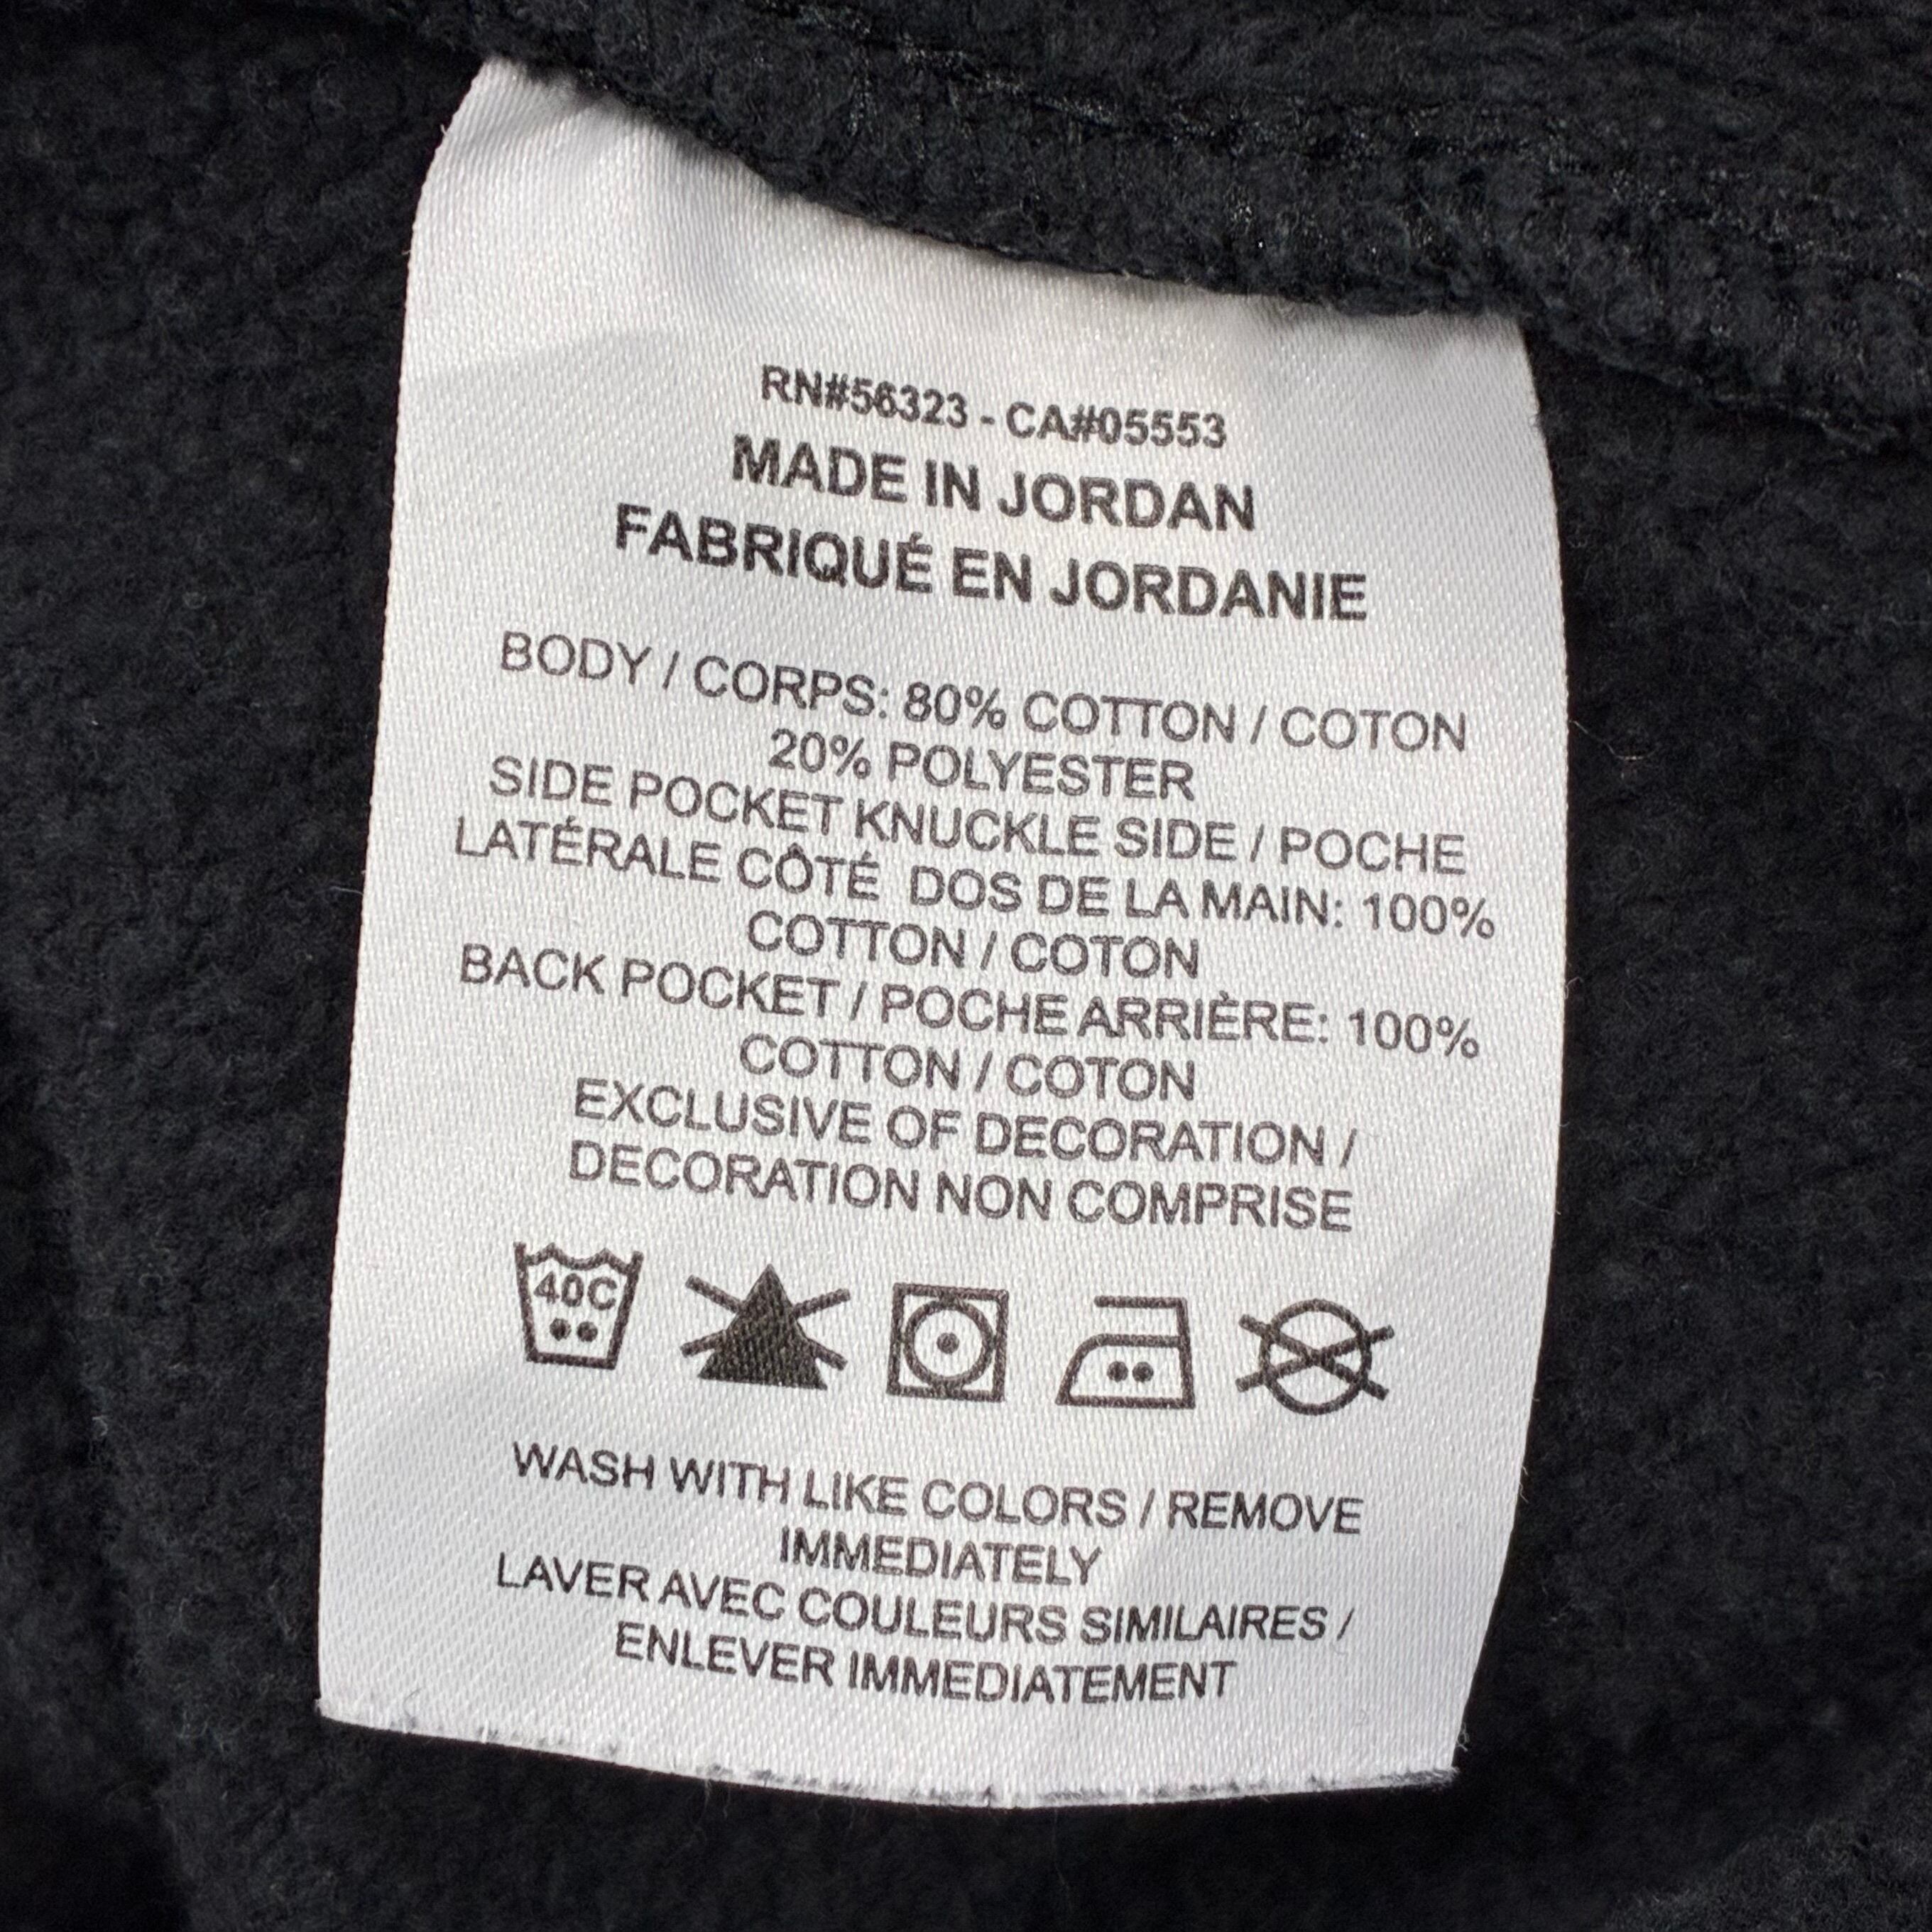 RN#56323 - CA#05553
MADE IN JORDAN
FABRIQUÉ EN JORDANIE
BODY / CORPS: 80% COTTON / COTON
20% POLYESTER
SIDE POCKET KNUCKLE SIDE / POCHE
LATÉRALE CÔTÉ DOS DE LA MAIN: 100%
COTTON / COTON
BACK POCKET / POCHE ARRIÈRE: 100%
COTTON / COTON
EXCLUSIVE OF DECORATION /
DECORATION NON COMPRISE
40C
WASH WITH LIKE COLORS / REMOVE
IMMEDIATELY
LAVER AVEC COULEURS SIMILAIRES /
ENLEVER IMMEDIATEMENT